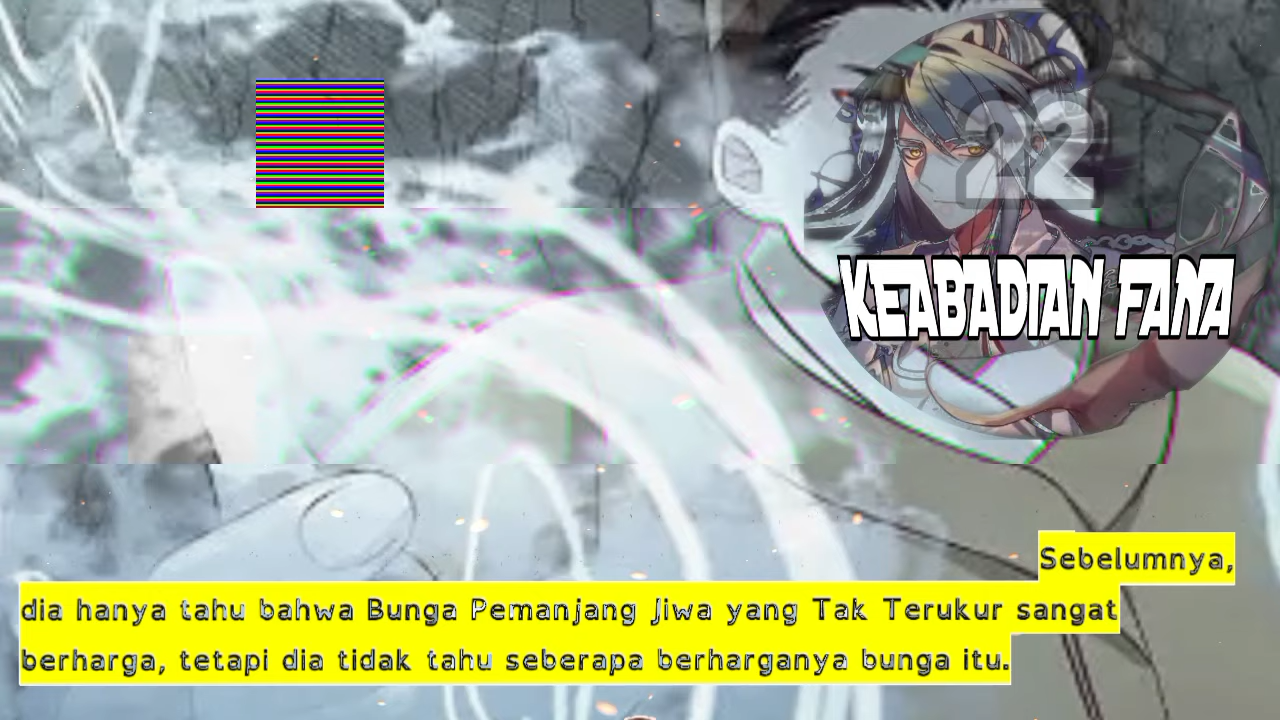 22
KEABADIAN FANA
Sebelumnya,
dia hanya tahu bahwa Bunga Pemanjang Jiwa yang Tak Terukur sangat
berharga, tetapi dia tidak tahu seberapa berharganya bunga itu.